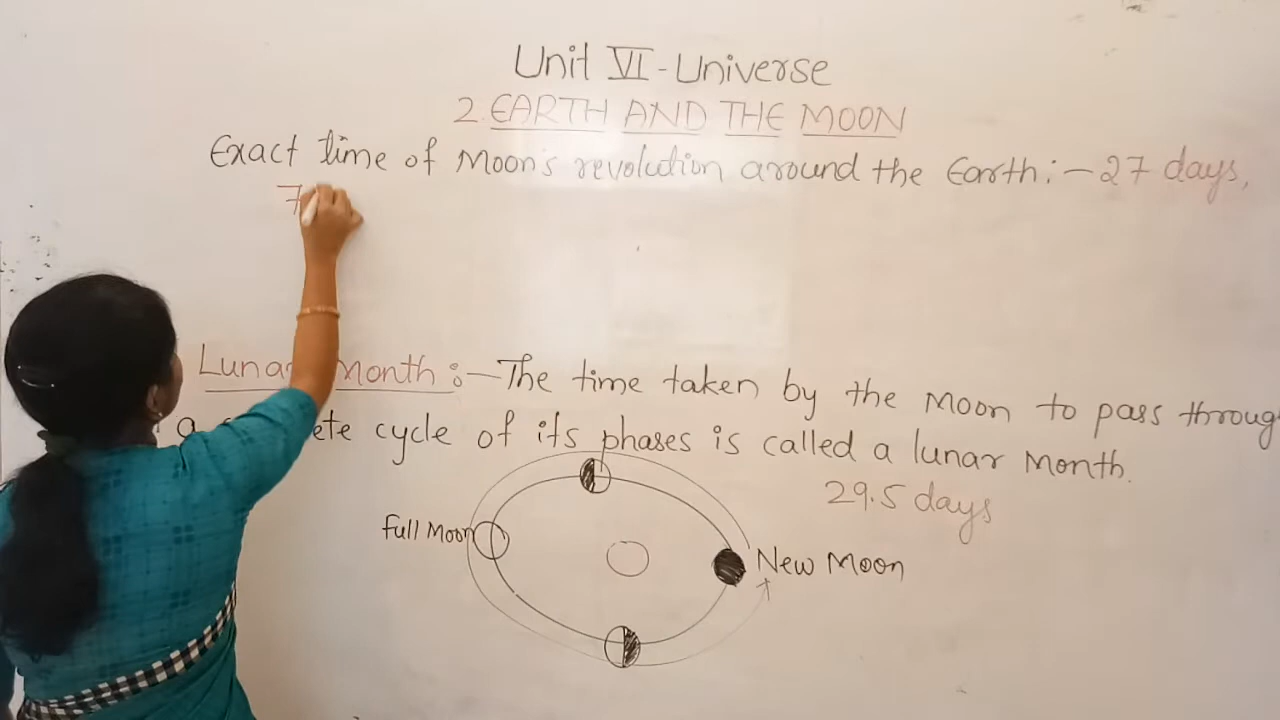 Unit VI - Universe
2. EARTH AND THE MOON
Exact time of Moon's revolution around the Earth :- 27 days,
7
Lunar Month :- The time taken by the Moon to pass through
a cycle of its phases is called a lunar Month.
29.5 days
Full Moon
New Moon